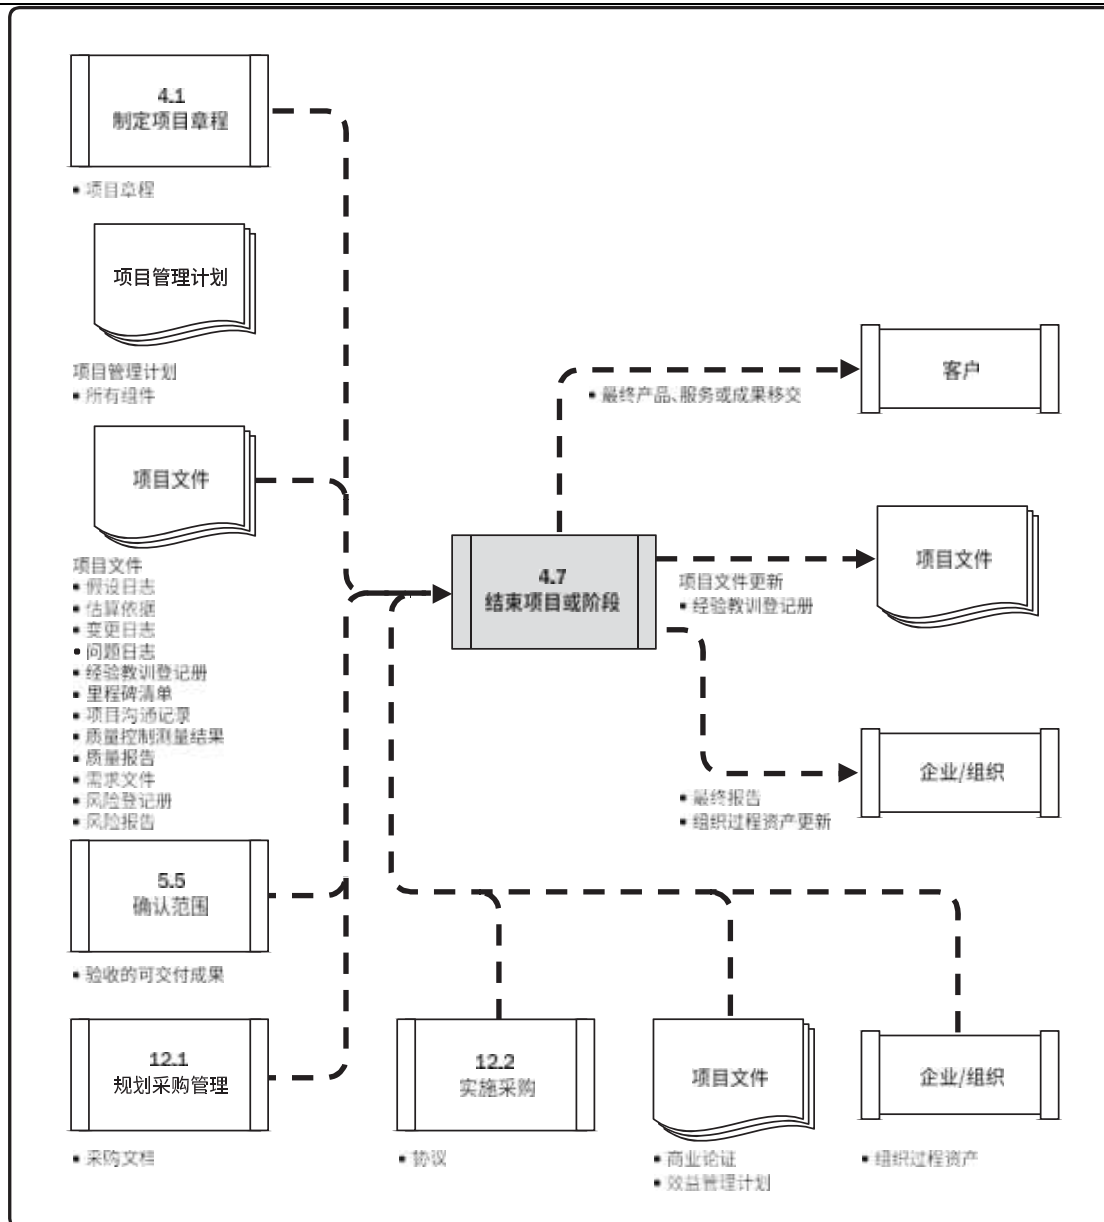 4.1
制定项目章程
▪ 项目章程
项目管理计划
项目管理计划
▪ 所有组件
项目文件
项目文件
▪ 假设日志
▪ 估算依据
▪ 变更日志
▪ 问题日志
▪ 经验教训登记册
▪ 里程碑清单
▪ 项目沟通记录
▪ 质量控制测量结果
▪ 质量报告
▪ 需求文件
▪ 风险登记册
▪ 风险报告
5.5
确认范围
▪ 验收的可交付成果
12.1
规划采购管理
▪ 采购文档
4.7
结束项目或阶段
▪ 最终产品、服务或成果移交
客户
项目文件更新
▪ 经验教训登记册
项目文件
▪ 最终报告
▪ 组织过程资产更新
企业/组织
12.2
实施采购
▪ 协议
项目文件
▪ 商业论证
▪ 效益管理计划
企业/组织
▪ 组织过程资产